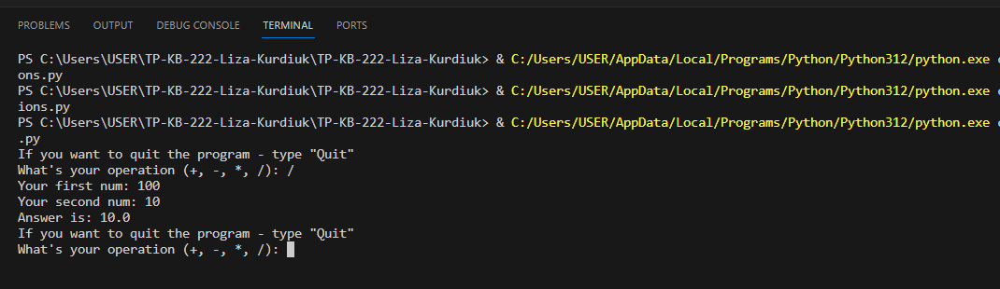 PROBLEMS OUTPUT DEBUG CONSOLE TERMINAL PORTS
PS C:\Users\USER\TP-KB-222-Liza-Kurdiuk\TP-KB-222-Liza-Kurdiuk> & C:/Users/USER/AppData/Local/Programs/Python/Python312/python.exe
ons.py
PS C:\Users\USER\TP-KB-222-Liza-Kurdiuk\TP-KB-222-Liza-Kurdiuk> & C:/Users/USER/AppData/Local/Programs/Python/Python312/python.exe
ions.py
PS C:\Users\USER\TP-KB-222-Liza-Kurdiuk\TP-KB-222-Liza-Kurdiuk> & C:/Users/USER/AppData/Local/Programs/Python/Python312/python.exe
.py
If you want to quit the program - type "Quit"
What's your operation (+, -, *, /): /
Your first num: 100
Your second num: 10
Answer is: 10.0
If you want to quit the program - type "Quit"
What's your operation (+, -, *, /):